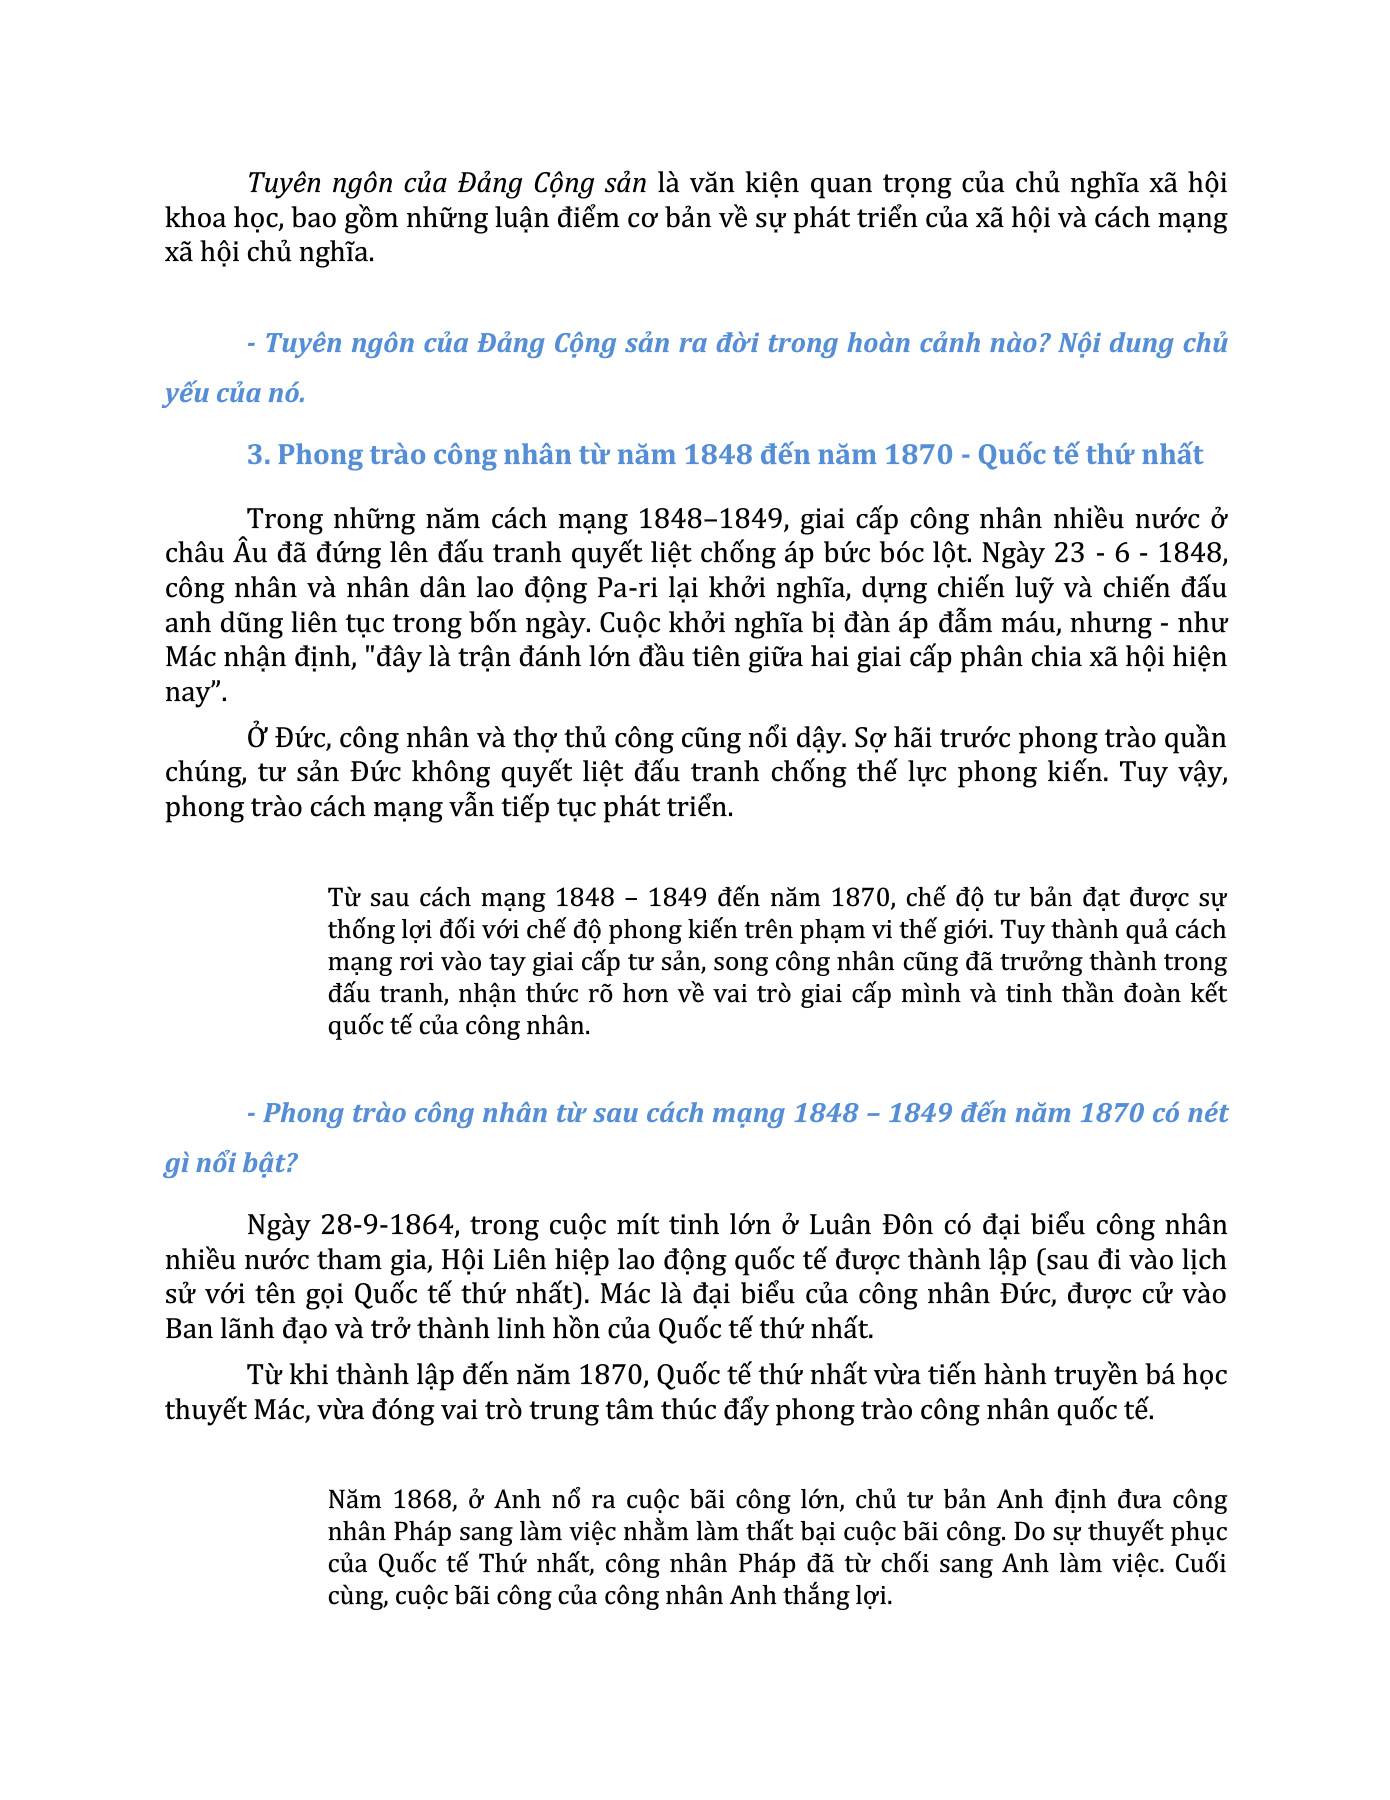 Tuyên ngôn của Đảng Cộng sản là văn kiện quan trọng của chủ nghĩa xã hội
khoa học, bao gồm những luận điểm cơ bản về sự phát triển của xã hội và cách mạng
xã hội chủ nghĩa.
- Tuyên ngôn của Đảng Cộng sản ra đời trong hoàn cảnh nào? Nội dung chủ
yếu của nó.
3. Phong trào công nhân từ năm 1848 đến năm 1870 - Quốc tế thứ nhất
Trong những năm cách mạng 1848–1849, giai cấp công nhân nhiều nước ở
châu Âu đã đứng lên đấu tranh quyết liệt chống áp bức bóc lột. Ngày 23 - 6 - 1848,
công nhân và nhân dân lao động Pa-ri lại khởi nghĩa, dựng chiến luỹ và chiến đấu
anh dũng liên tục trong bốn ngày. Cuộc khởi nghĩa bị đàn áp đẫm máu, nhưng - như
Mác nhận định, "đây là trận đánh lớn đầu tiên giữa hai giai cấp phân chia xã hội hiện
nay”.
Ở Đức, công nhân và thợ thủ công cũng nổi dậy. Sợ hãi trước phong trào quần
chúng, tư sản Đức không quyết liệt đấu tranh chống thế lực phong kiến. Tuy vậy,
phong trào cách mạng vẫn tiếp tục phát triển.
Từ sau cách mạng 1848 – 1849 đến năm 1870, chế độ tư bản đạt được sự
thống lợi đối với chế độ phong kiến trên phạm vi thế giới. Tuy thành quả cách
mạng rơi vào tay giai cấp tư sản, song công nhân cũng đã trưởng thành trong
đấu tranh, nhận thức rõ hơn về vai trò giai cấp mình và tinh thần đoàn kết
quốc tế của công nhân.
- Phong trào công nhân từ sau cách mạng 1848 – 1849 đến năm 1870 có nét
gì nổi bật?
Ngày 28-9-1864, trong cuộc mít tinh lớn ở Luân Đôn có đại biểu công nhân
nhiều nước tham gia, Hội Liên hiệp lao động quốc tế được thành lập (sau đi vào lịch
sử với tên gọi Quốc tế thứ nhất). Mác là đại biểu của công nhân Đức, được cử vào
Ban lãnh đạo và trở thành linh hồn của Quốc tế thứ nhất.
Từ khi thành lập đến năm 1870, Quốc tế thứ nhất vừa tiến hành truyền bá học
thuyết Mác, vừa đóng vai trò trung tâm thúc đẩy phong trào công nhân quốc tế.
Năm 1868, ở Anh nổ ra cuộc bãi công lớn, chủ tư bản Anh định đưa công
nhân Pháp sang làm việc nhằm làm thất bại cuộc bãi công. Do sự thuyết phục
của Quốc tế Thứ nhất, công nhân Pháp đã từ chối sang Anh làm việc. Cuối
cùng, cuộc bãi công của công nhân Anh thắng lợi.